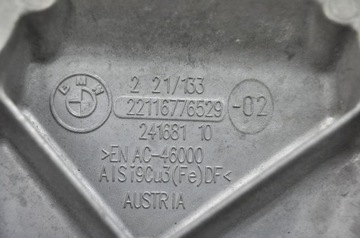 BMW
2 21/133
22116776529 -02
241681 10
>EN AC-46000
AlSi9Cu3(Fe)DF<
AUSTRIA